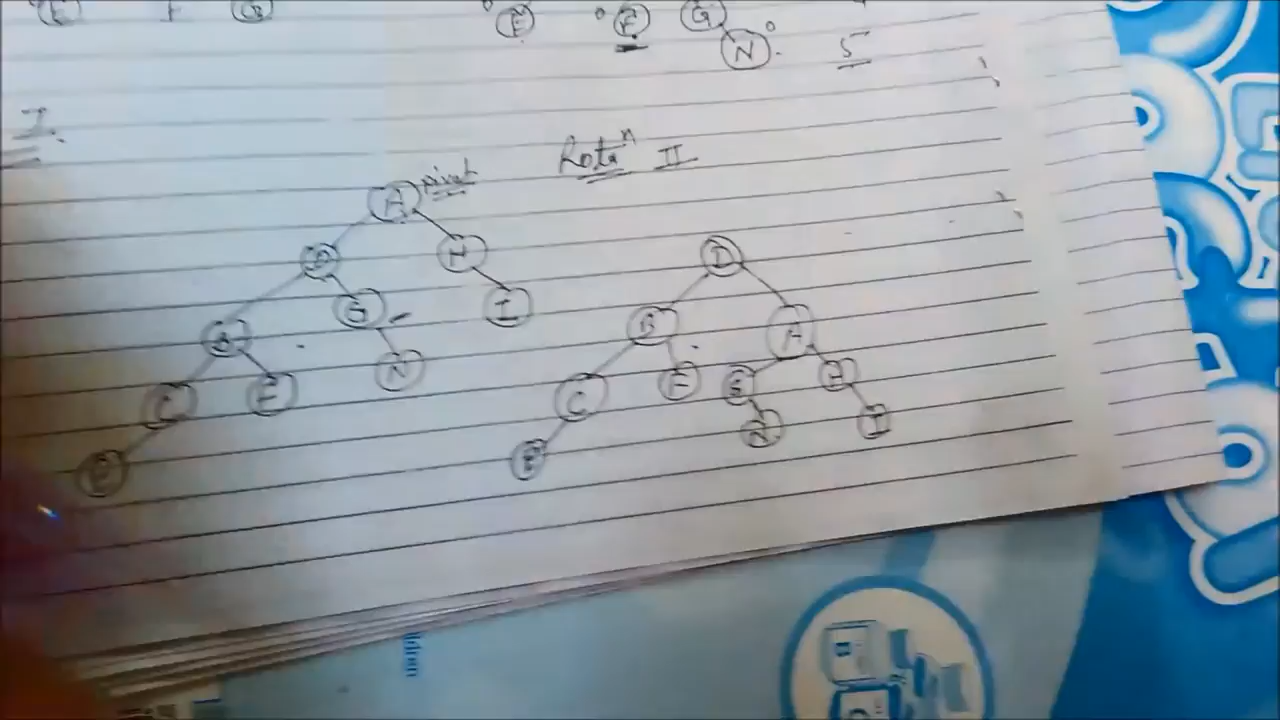 E F G
E E G
N
5
I.
Rotaⁿ II
A pivot
D H
B G I
C F N
E
D
B A
C F G H
E N I